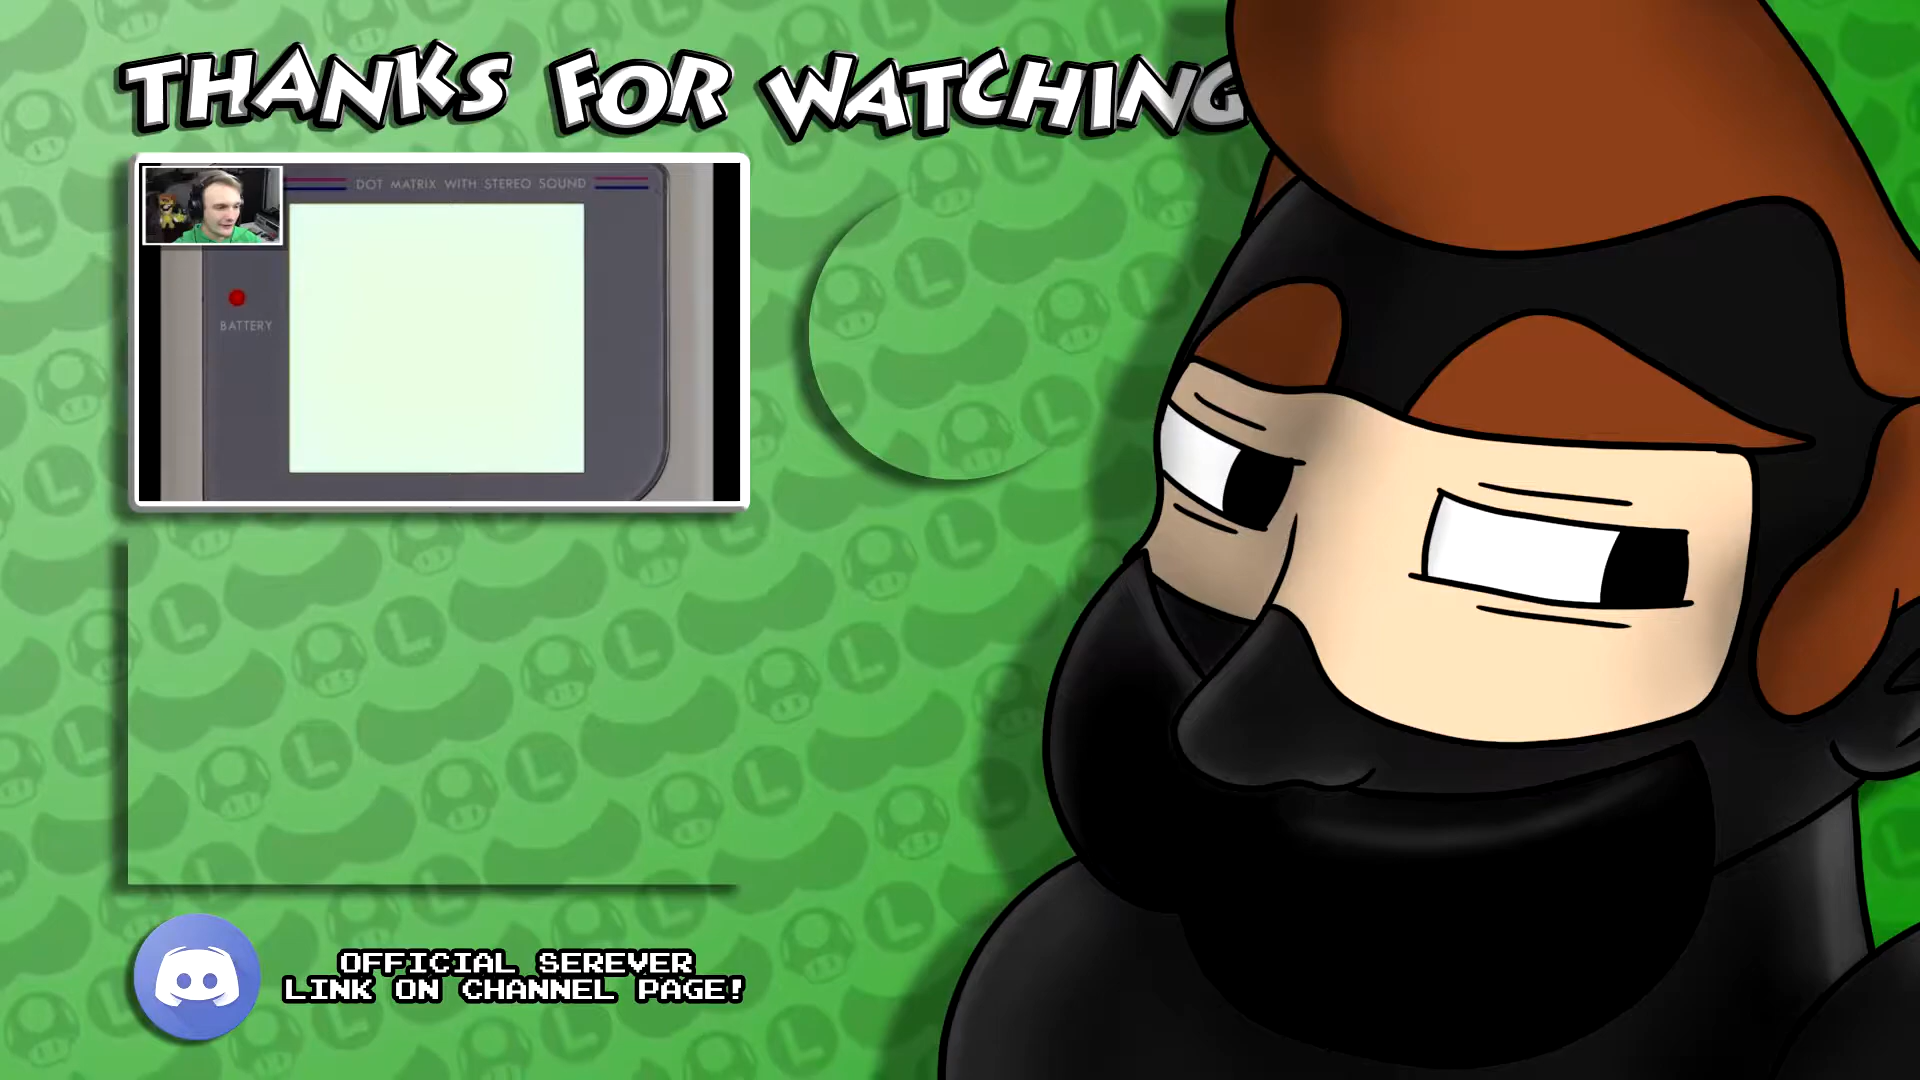 THANKS FOR WATCHING
DOT MATRIX WITH STEREO SOUND
BATTERY
OFFICIAL SEREVER
LINK ON CHANNEL PAGE!